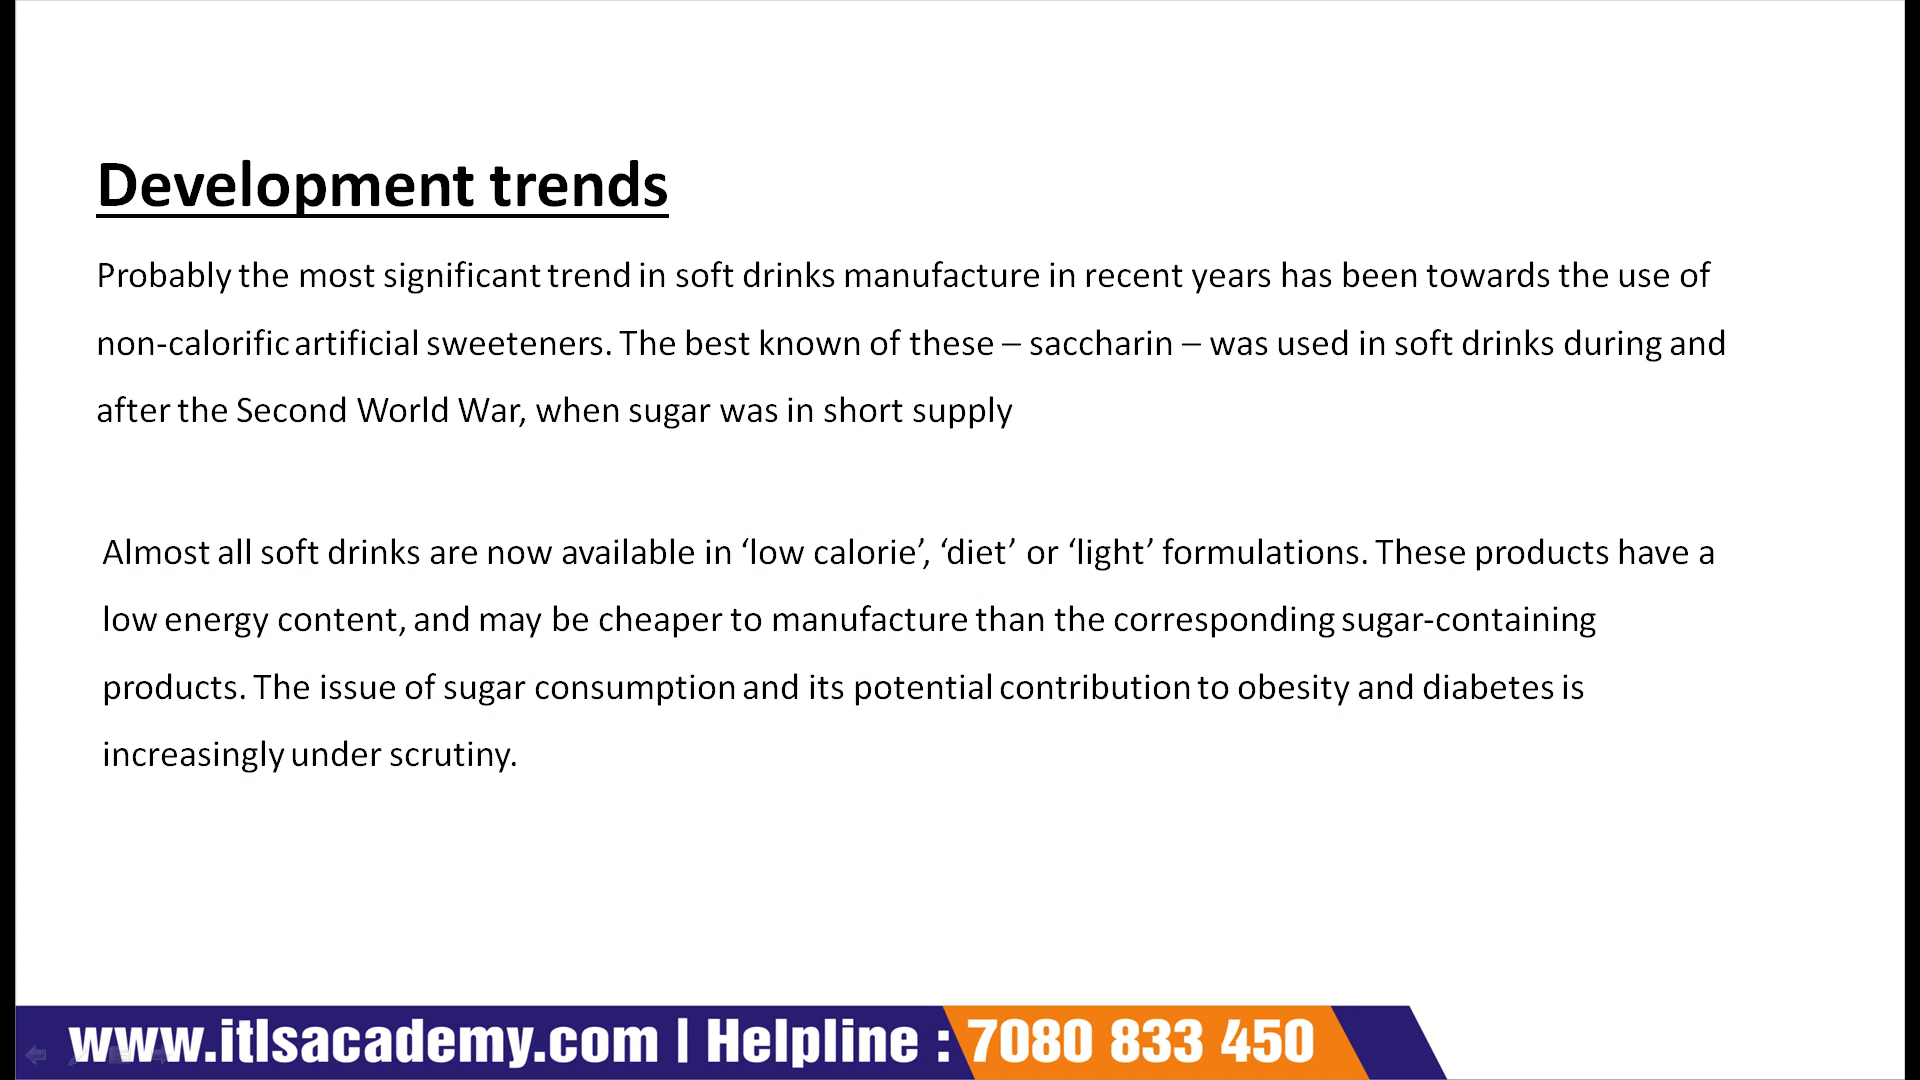 Development trends
Probably the most significant trend in soft drinks manufacture in recent years has been towards the use of
non-calorific artificial sweeteners. The best known of these – saccharin – was used in soft drinks during and
after the Second World War, when sugar was in short supply
Almost all soft drinks are now available in ‘low calorie’, ‘diet’ or ‘light’ formulations. These products have a
low energy content, and may be cheaper to manufacture than the corresponding sugar-containing
products. The issue of sugar consumption and its potential contribution to obesity and diabetes is
increasingly under scrutiny.
www.itlsacademy.com | Helpline : 7080 833 450